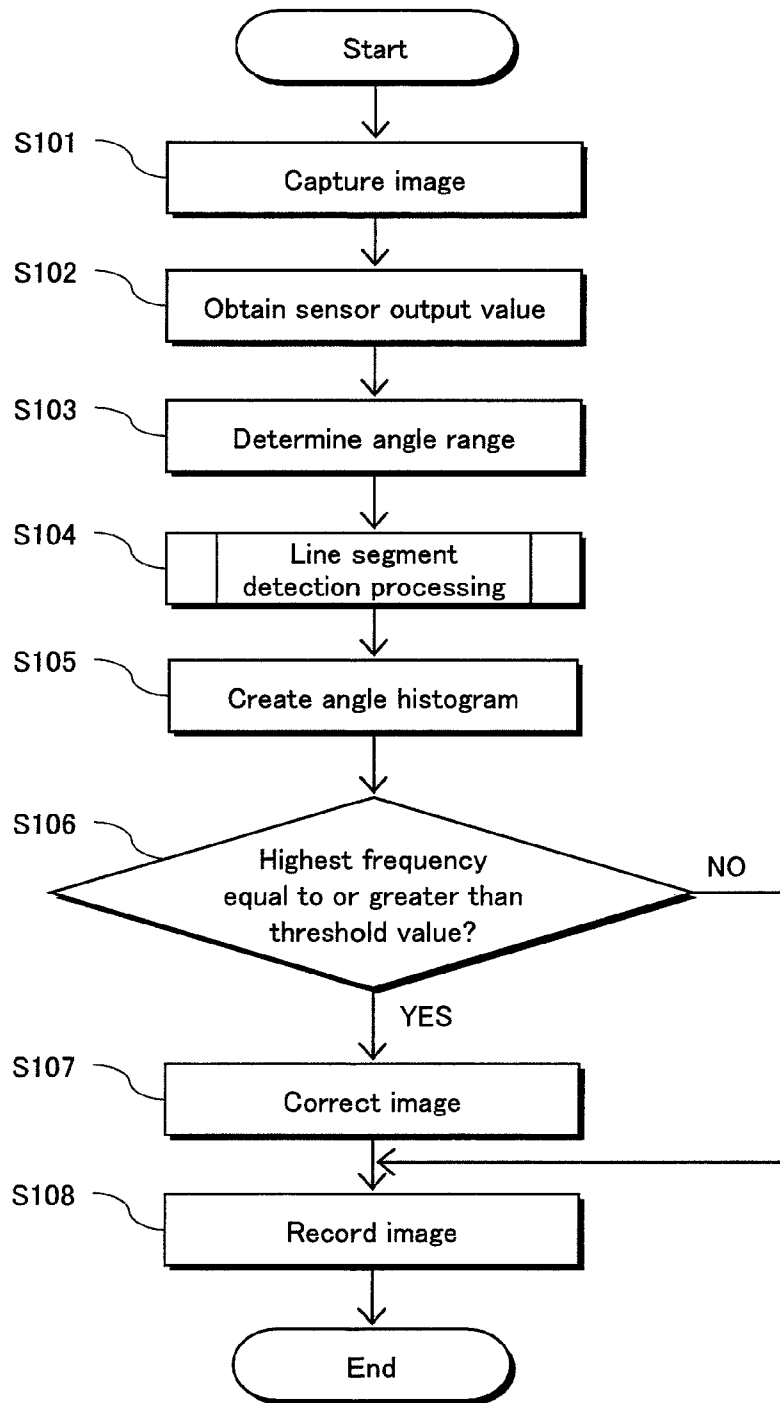 Start
S101
Capture image
S102
Obtain sensor output value
S103
Determine angle range
S104
Line segment
detection processing
S105
Create angle histogram
S106
Highest frequency
equal to or greater than
threshold value?
NO
YES
S107
Correct image
S108
Record image
End